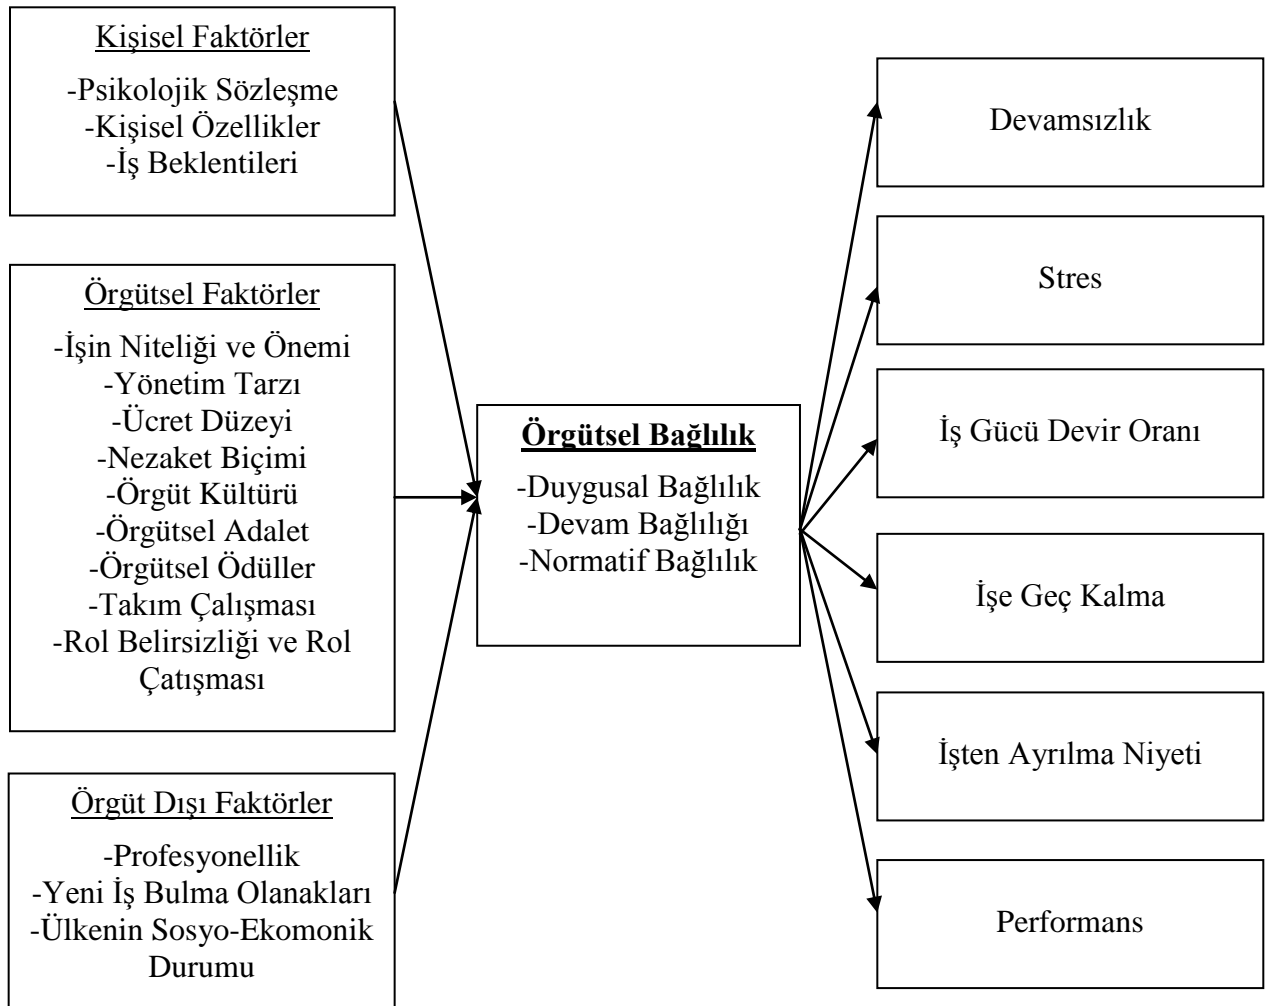 Kişisel Faktörler
-Psikolojik Sözleşme
-Kişisel Özellikler
-İş Beklentileri
Örgütsel Faktörler
-İşin Niteliği ve Önemi
-Yönetim Tarzı
-Ücret Düzeyi
-Nezaket Biçimi
-Örgüt Kültürü
-Örgütsel Adalet
-Örgütsel Ödüller
-Takım Çalışması
-Rol Belirsizliği ve Rol
Çatışması
Örgüt Dışı Faktörler
-Profesyonellik
-Yeni İş Bulma Olanakları
-Ülkenin Sosyo-Ekomonik
Durumu
Örgütsel Bağlılık
-Duygusal Bağlılık
-Devam Bağlılığı
-Normatif Bağlılık
Devamsızlık
Stres
İş Gücü Devir Oranı
İşe Geç Kalma
İşten Ayrılma Niyeti
Performans